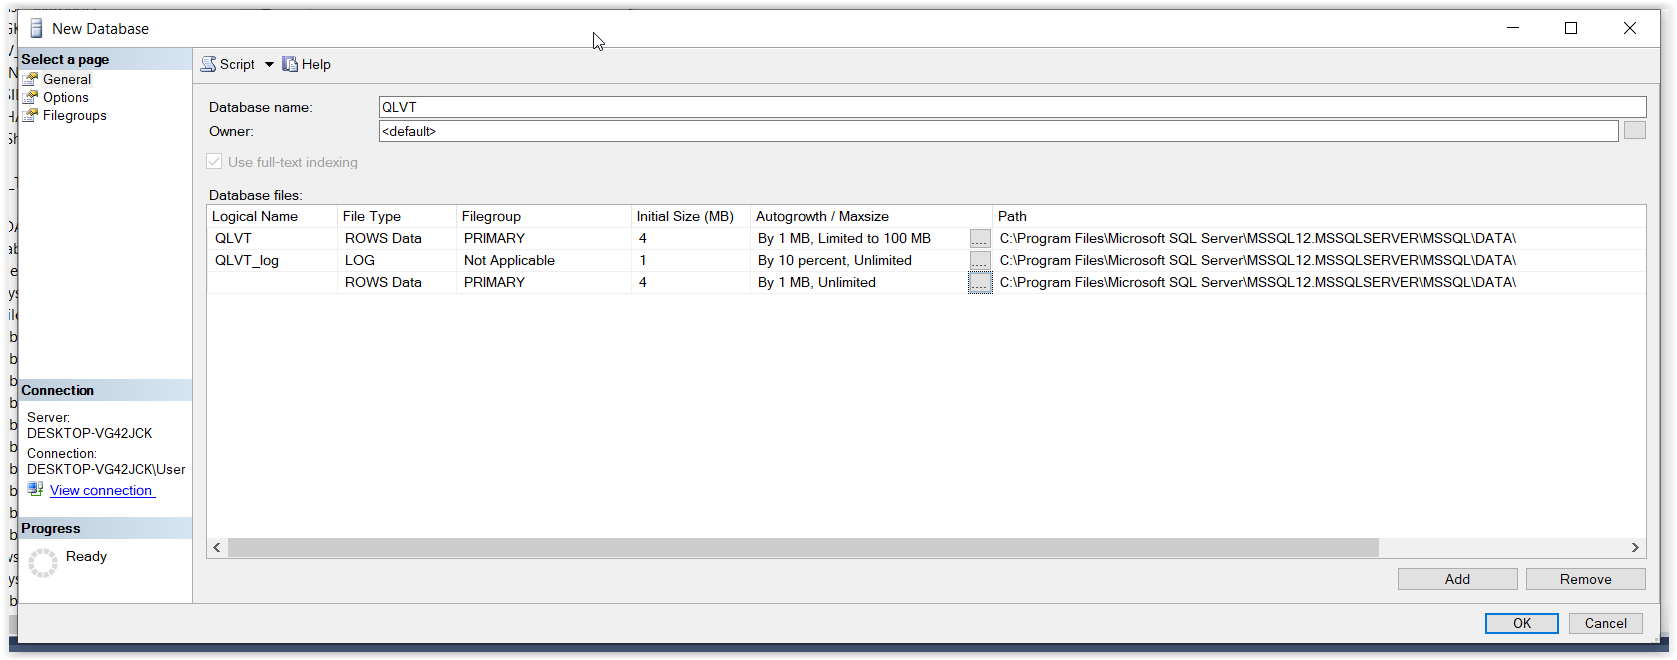 New Database
Select a page
General
Options
Filegroups
Script Help
Database name: QLVT
Owner: <default>
Use full-text indexing
Database files:
Logical Name File Type Filegroup Initial Size (MB) Autogrowth / Maxsize Path
QLVT ROWS Data PRIMARY 4 By 1 MB, Limited to 100 MB .... C:\Program Files\Microsoft SQL Server\MSSQL12.MSSQLSERVER\MSSQL\DATA\
QLVT_log LOG Not Applicable 1 By 10 percent, Unlimited .... C:\Program Files\Microsoft SQL Server\MSSQL12.MSSQLSERVER\MSSQL\DATA\
ROWS Data PRIMARY 4 By 1 MB, Unlimited .... C:\Program Files\Microsoft SQL Server\MSSQL12.MSSQLSERVER\MSSQL\DATA\
Connection
Server:
DESKTOP-VG42JCK
Connection:
DESKTOP-VG42JCK\User
View connection
Progress
Ready
Add Remove
OK Cancel